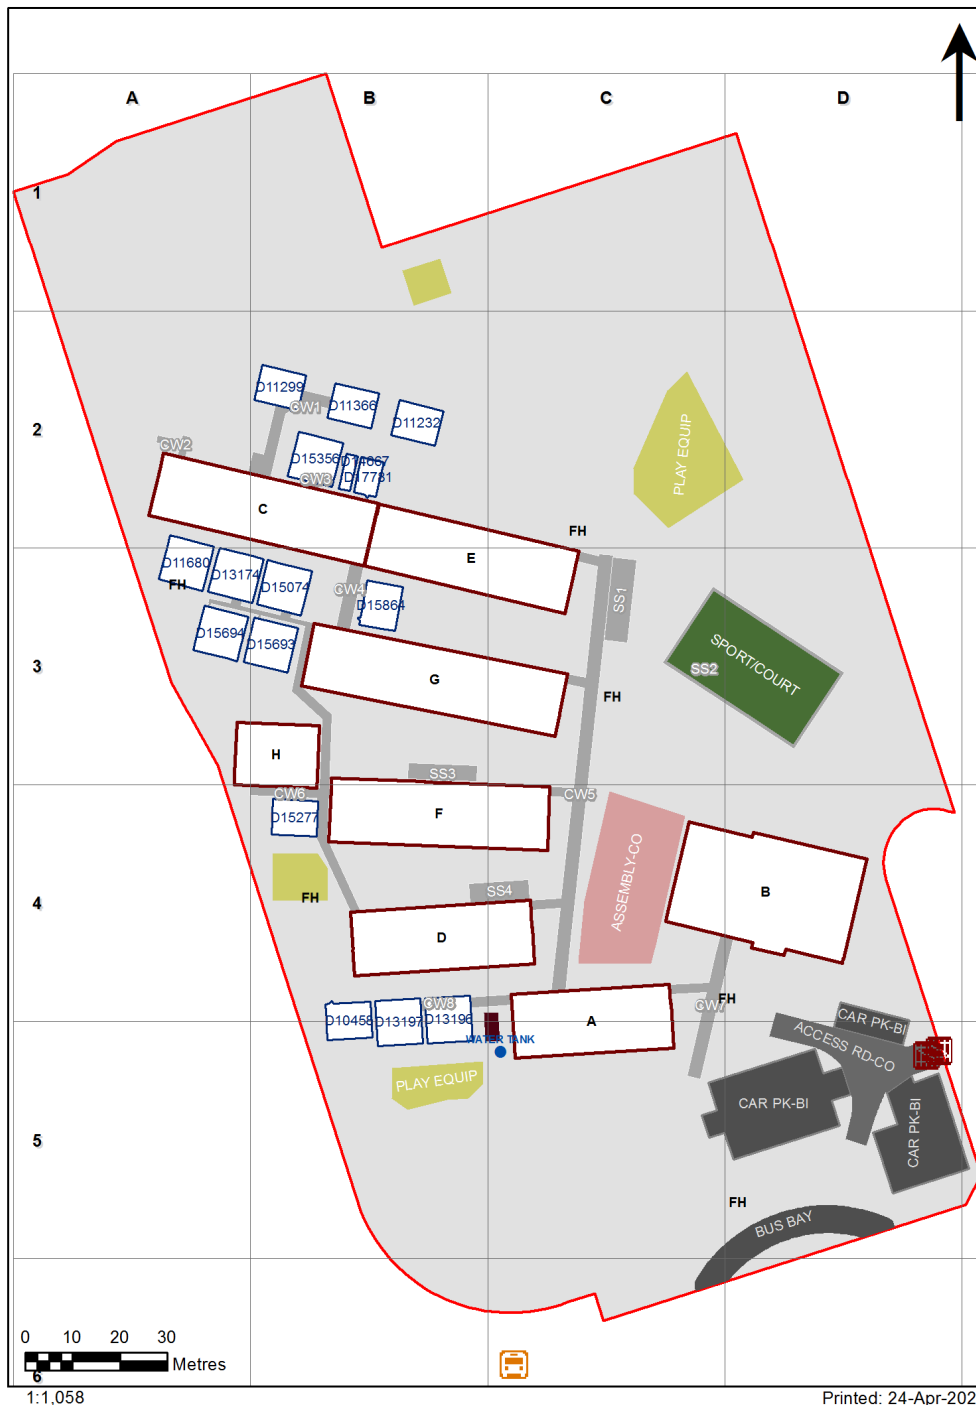 A
B
C
D
1
2
D11299
CW1
D11366
D11232
CW2
D15356
CW3
D17781
PLAY EQUIP
C
E
FH
D11680
FH
D13174
D15074
CW4
D15864
SS1
D15694
D15693
3
G
FH
SPORT/COURT
SS2
H
SS3
CW6
CW5
D15277
F
ASSEMBLY-CO
B
4
FH
SS4
D
D10458
D13197
CW8
D13196
A
CW7
FH
WATER TANK
CAR PK-BI
ACCESS RD-CO
PLAY EQUIP
CAR PK-BI
CAR PK-BI
5
FH
BUS BAY
0 10 20 30
Metres
6
1:1,058
Printed: 24-Apr-202